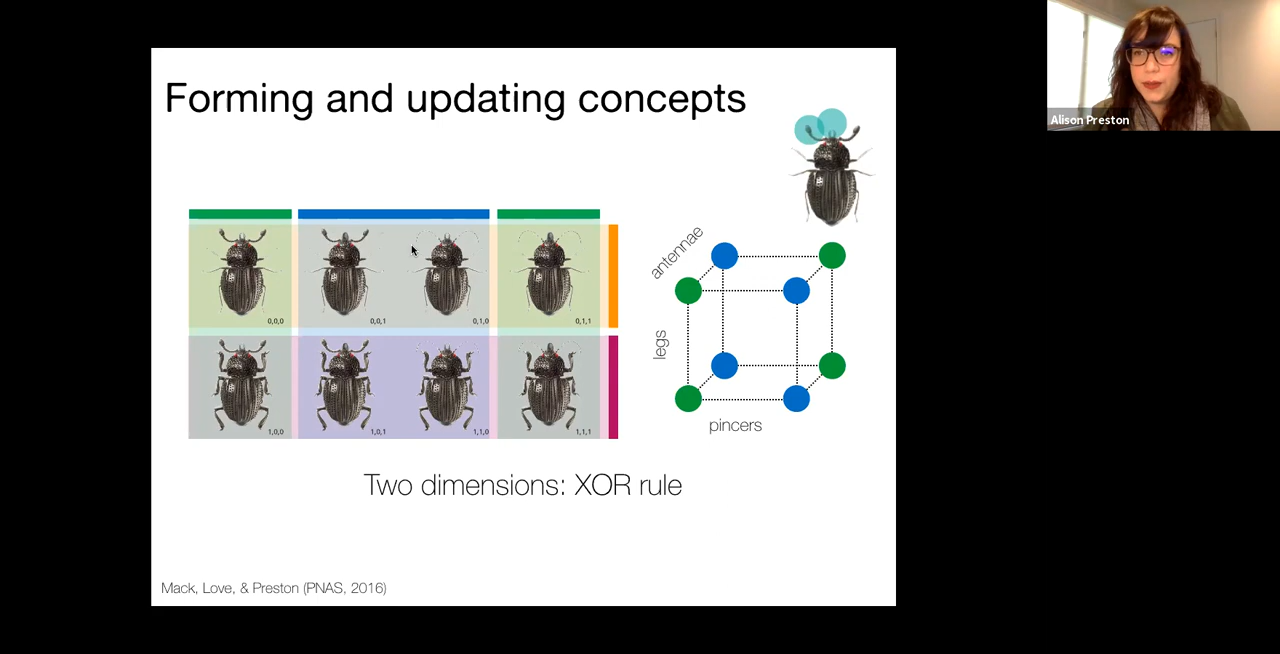 Forming and updating concepts
Alison Preston
0,0,0
0,0,1
0,1,0
0,1,1
1,0,0
1,0,1
1,1,0
1,1,1
antennae
legs
pincers
Two dimensions: XOR rule
Mack, Love, & Preston (PNAS, 2016)